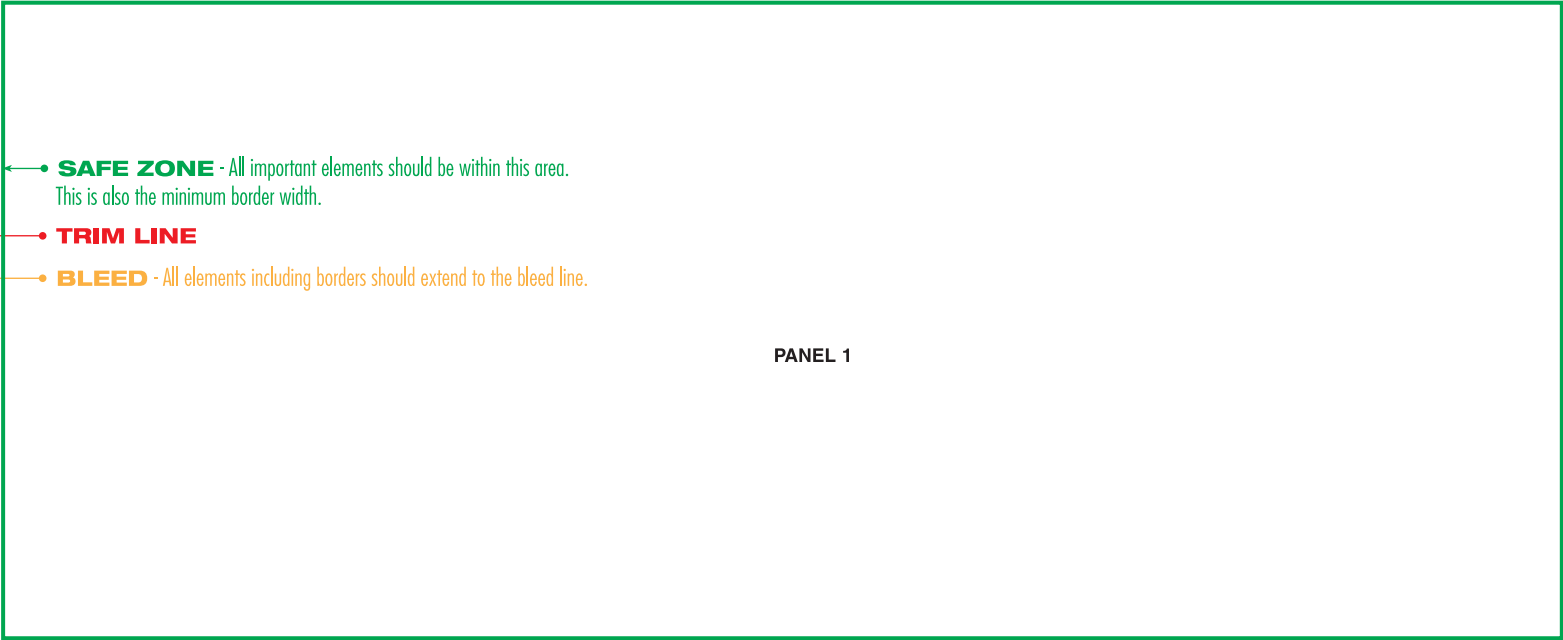 SAFE ZONE - All important elements should be within this area.
This is also the minimum border width.
TRIM LINE
BLEED - All elements including borders should extend to the bleed line.
PANEL 1